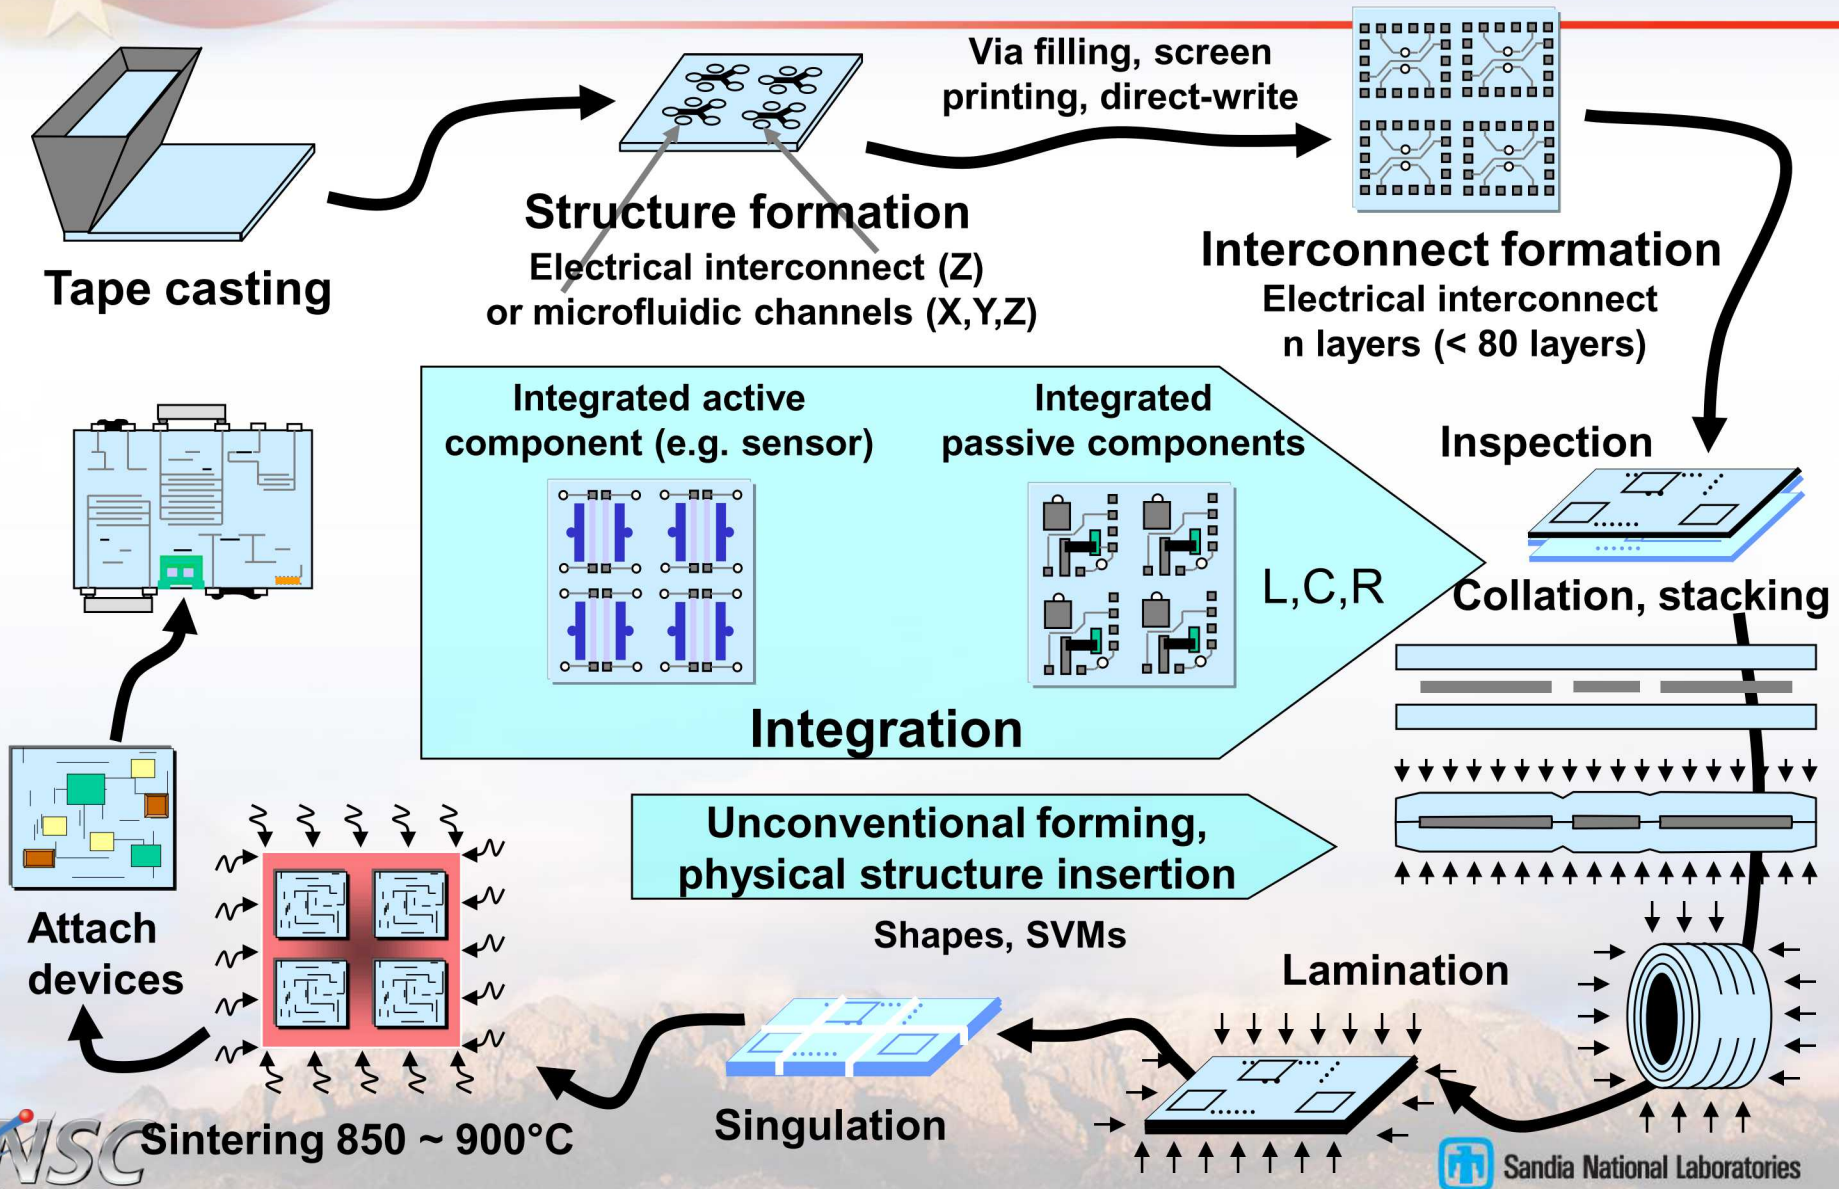 Via filling, screen
printing, direct-write
Tape casting
Structure formation
Electrical interconnect (Z)
or microfluidic channels (X,Y,Z)
Interconnect formation
Electrical interconnect
n layers (< 80 layers)
Integrated active
component (e.g. sensor)
Integrated
passive components
L,C,R
Integration
Inspection
Collation, stacking
Unconventional forming,
physical structure insertion
Shapes, SVMs
Lamination
Singulation
Sintering 850 ~ 900°C
Attach
devices
Sandia National Laboratories